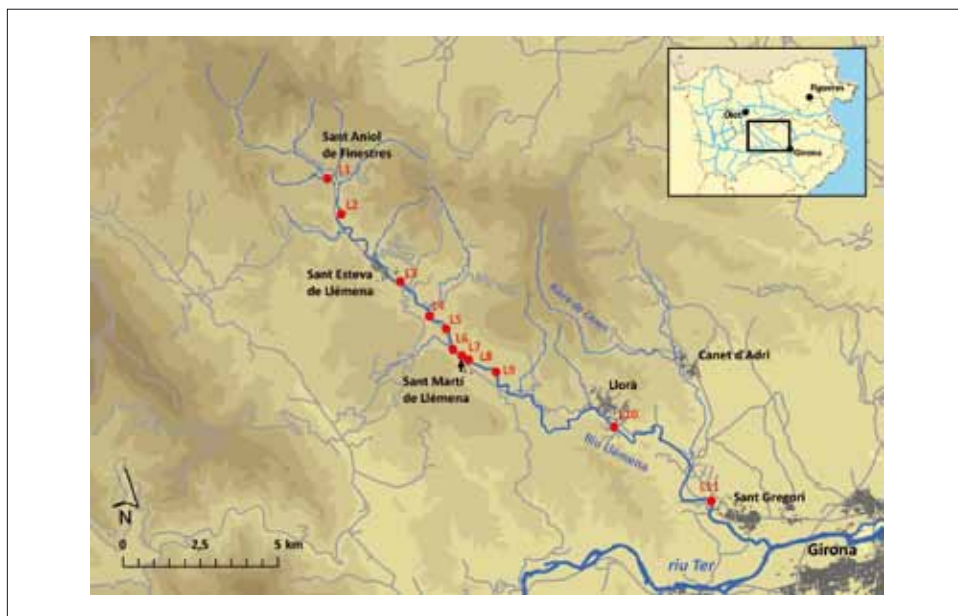 Figueres
Olot
Girona
Sant Aniol
de Finestres
L1
L2
Sant Esteva
de Llémena
L3
L4
L5
L6
L7
L8
L9
Sant Martí
de Llémena
Canet d'Adri
Llorà
L10
Riu Llémena
L11
Sant Gregori
Girona
riu Ter
N
0 2,5 5 km